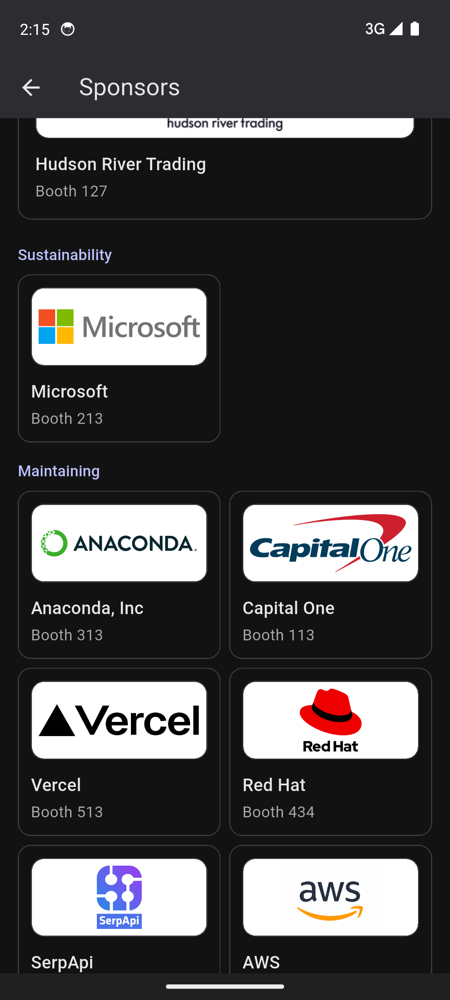 2:15
3G
Sponsors
hudson river trading
Hudson River Trading
Booth 127
Sustainability
Microsoft
Microsoft
Booth 213
Maintaining
ANACONDA.
Capital One
Anaconda, Inc
Capital One
Booth 313
Booth 113
Vercel
Red Hat
Vercel
Red Hat
Booth 513
Booth 434
SerpApi
aws
SerpApi
AWS